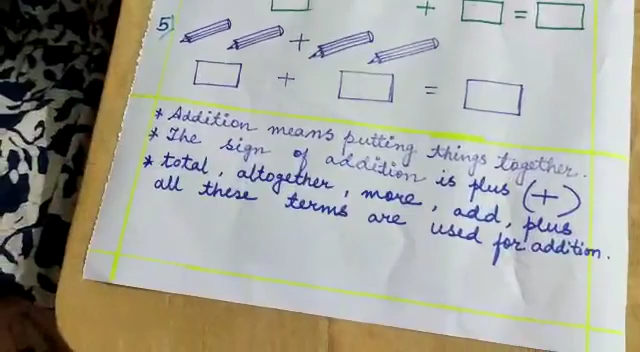 + =
5)
+
+ =
* Addition means putting things together.
* The sign of addition is plus (+)
* total, altogether, more, add, plus
all these terms are used for addition.